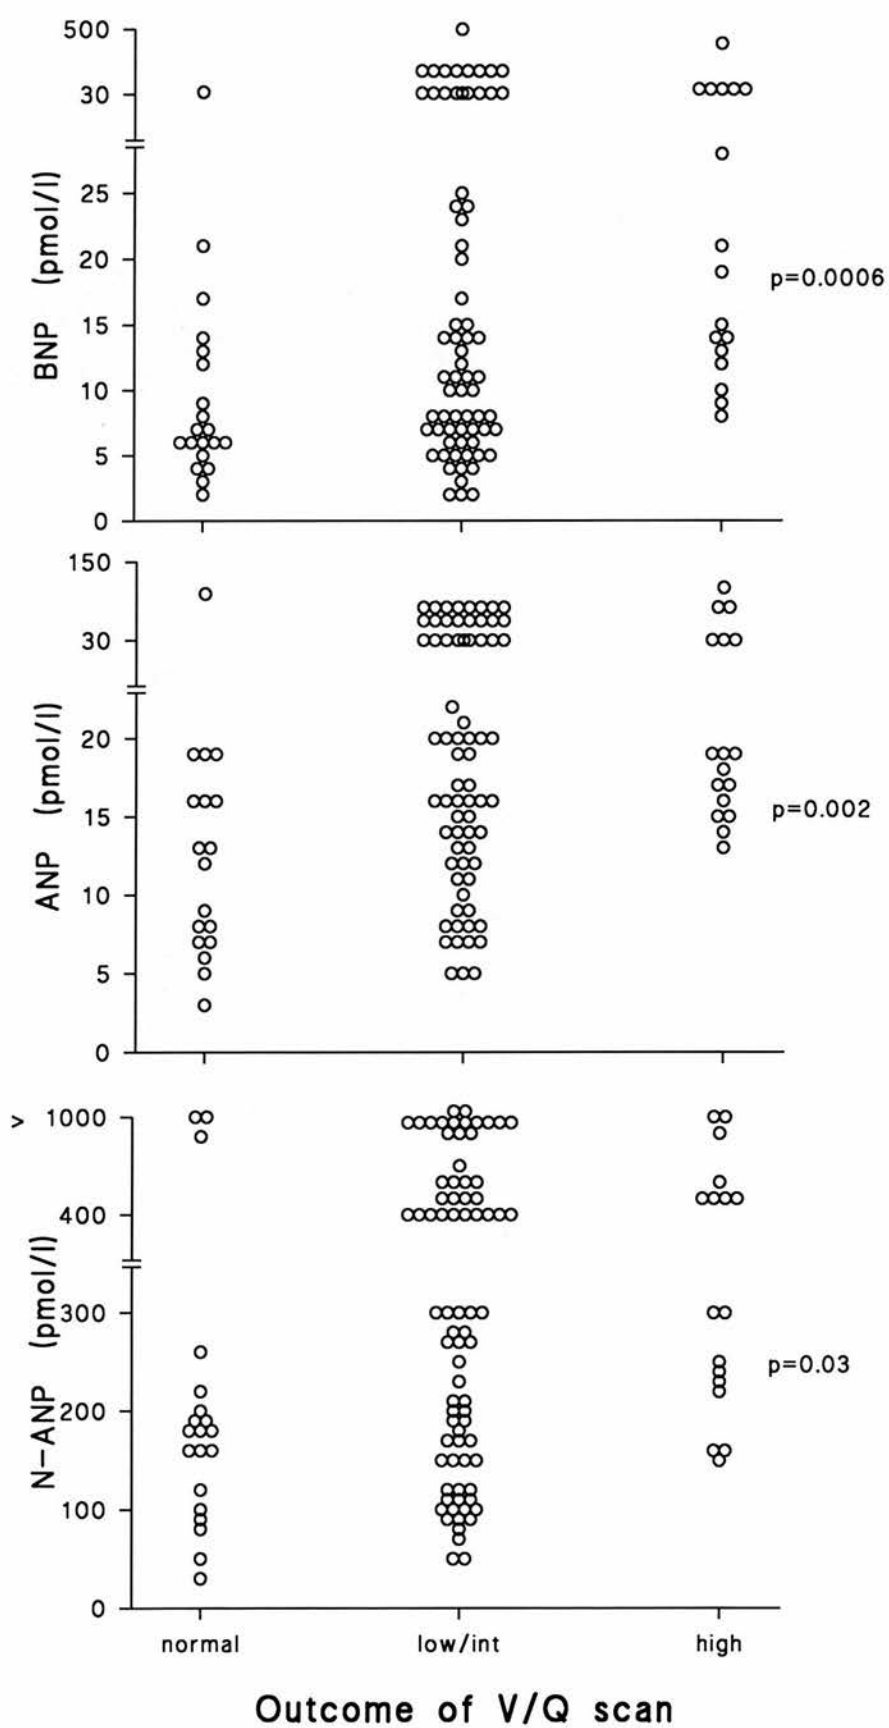 500
30
25
20
15
10
5
0
BNP (pmol/l)
p=0.0006
150
30
20
15
10
5
0
ANP (pmol/l)
p=0.002
> 1000
400
300
200
100
0
N-ANP (pmol/l)
p=0.03
normal low/int high
Outcome of V/Q scan